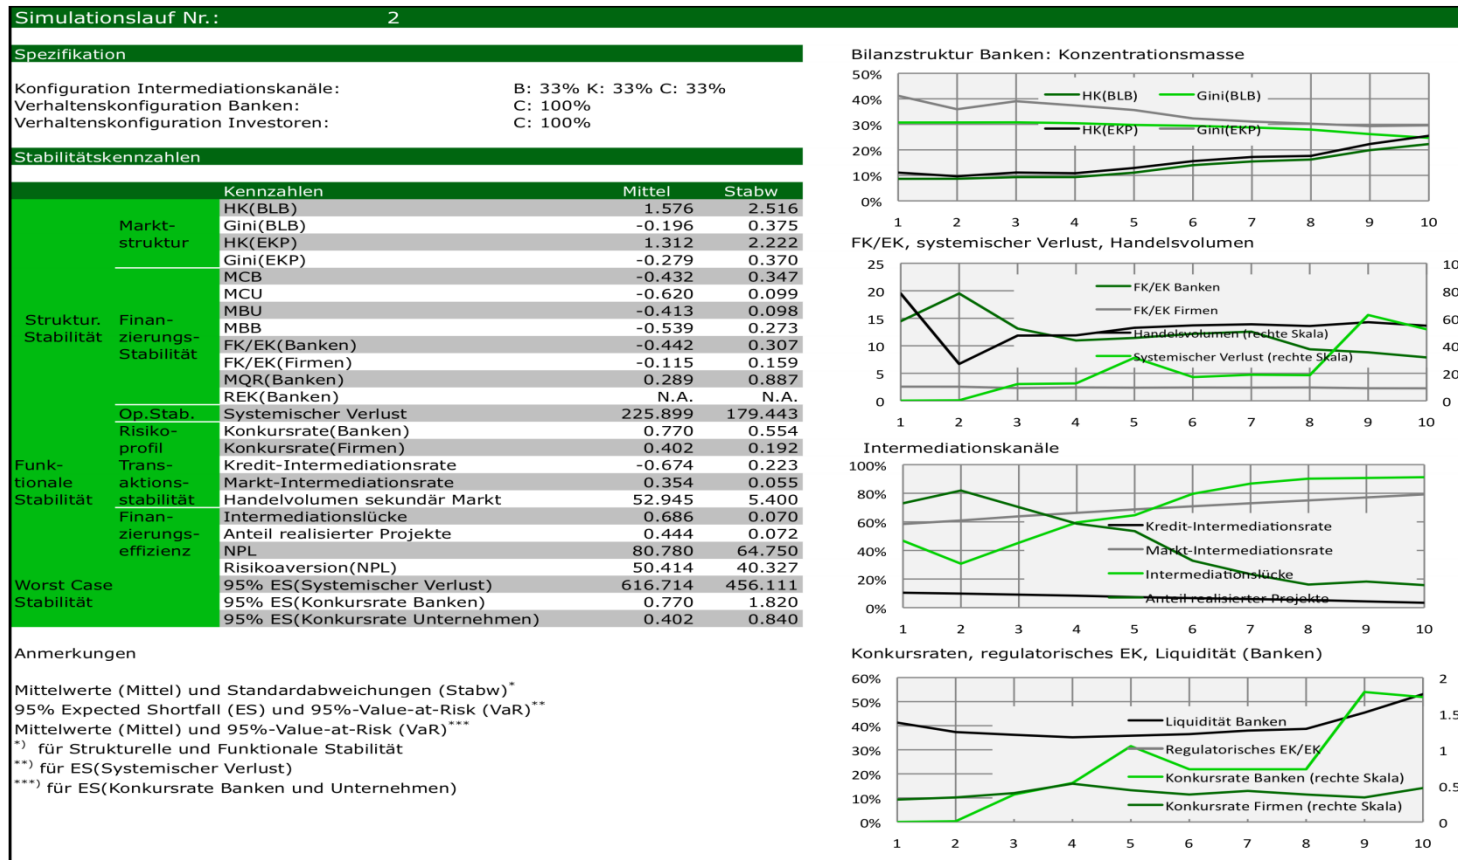 Simulationslauf Nr.: 2
Spezifikation
Konfiguration Intermediationskanäle: B: 33% K: 33% C: 33%
Verhaltenskonfiguration Banken: C: 100%
Verhaltenskonfiguration Investoren: C: 100%
Stabilitätskennzahlen
Kennzahlen Mittel Stabw
Struktur. Stabilität
Markt-struktur
HK(BLB) 1.576 2.516
Gini(BLB) -0.196 0.375
HK(EKP) 1.312 2.222
Gini(EKP) -0.279 0.370
Finan-zierungs-Stabilität
MCB -0.432 0.347
MCU -0.620 0.099
MBU -0.413 0.098
MBB -0.539 0.273
FK/EK(Banken) -0.442 0.307
FK/EK(Firmen) -0.115 0.159
MQR(Banken) 0.289 0.887
REK(Banken) N.A. N.A.
Op.Stab. Systemischer Verlust 225.899 179.443
Funk-tionale Stabilität
Risiko-profil
Konkursrate(Banken) 0.770 0.554
Konkursrate(Firmen) 0.402 0.192
Trans-aktions-stabilität
Kredit-Intermediationsrate -0.674 0.223
Markt-Intermediationsrate 0.354 0.055
Handelvolumen sekundär Markt 52.945 5.400
Finan-zierungs-effizienz
Intermediationslücke 0.686 0.070
Anteil realisierter Projekte 0.444 0.072
NPL 80.780 64.750
Risikoaversion(NPL) 50.414 40.327
Worst Case Stabilität
95% ES(Systemischer Verlust) 616.714 456.111
95% ES(Konkursrate Banken) 0.770 1.820
95% ES(Konkursrate Unternehmen) 0.402 0.840
Anmerkungen
Mittelwerte (Mittel) und Standardabweichungen (Stabw)*
95% Expected Shortfall (ES) und 95%-Value-at-Risk (VaR)**
Mittelwerte (Mittel) und 95%-Value-at-Risk (VaR)***
*) für Strukturelle und Funktionale Stabilität
**) für ES(Systemischer Verlust)
***) für ES(Konkursrate Banken und Unternehmen)
Bilanzstruktur Banken: Konzentrationsmasse
50%
40%
30%
20%
10%
0%
HK(BLB) Gini(BLB)
HK(EKP) Gini(EKP)
1 2 3 4 5 6 7 8 9 10
FK/EK, systemischer Verlust, Handelsvolumen
25
20
15
10
5
0
FK/EK Banken
FK/EK Firmen
Handelsvolumen (rechte Skala)
Systemischer Verlust (rechte Skala)
10
80
60
40
20
0
1 2 3 4 5 6 7 8 9 10
Intermediationskanäle
100%
80%
60%
40%
20%
0%
Kredit-Intermediationsrate
Markt-Intermediationsrate
Intermediationslücke
Anteil realisierter Projekte
1 2 3 4 5 6 7 8 9 10
Konkursraten, regulatorisches EK, Liquidität (Banken)
60%
50%
40%
30%
20%
10%
0%
Liquidität Banken
Regulatorisches EK/EK
Konkursrate Banken (rechte Skala)
Konkursrate Firmen (rechte Skala)
2
1.5
1
0.5
0
1 2 3 4 5 6 7 8 9 10